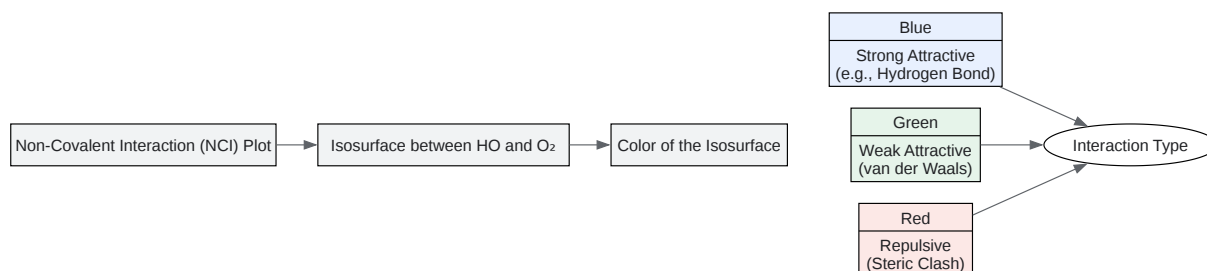 Non-Covalent Interaction (NCI) Plot
Isosurface between HO and O₂
Color of the Isosurface
Blue
Strong Attractive
(e.g., Hydrogen Bond)
Green
Weak Attractive
(van der Waals)
Red
Repulsive
(Steric Clash)
Interaction Type